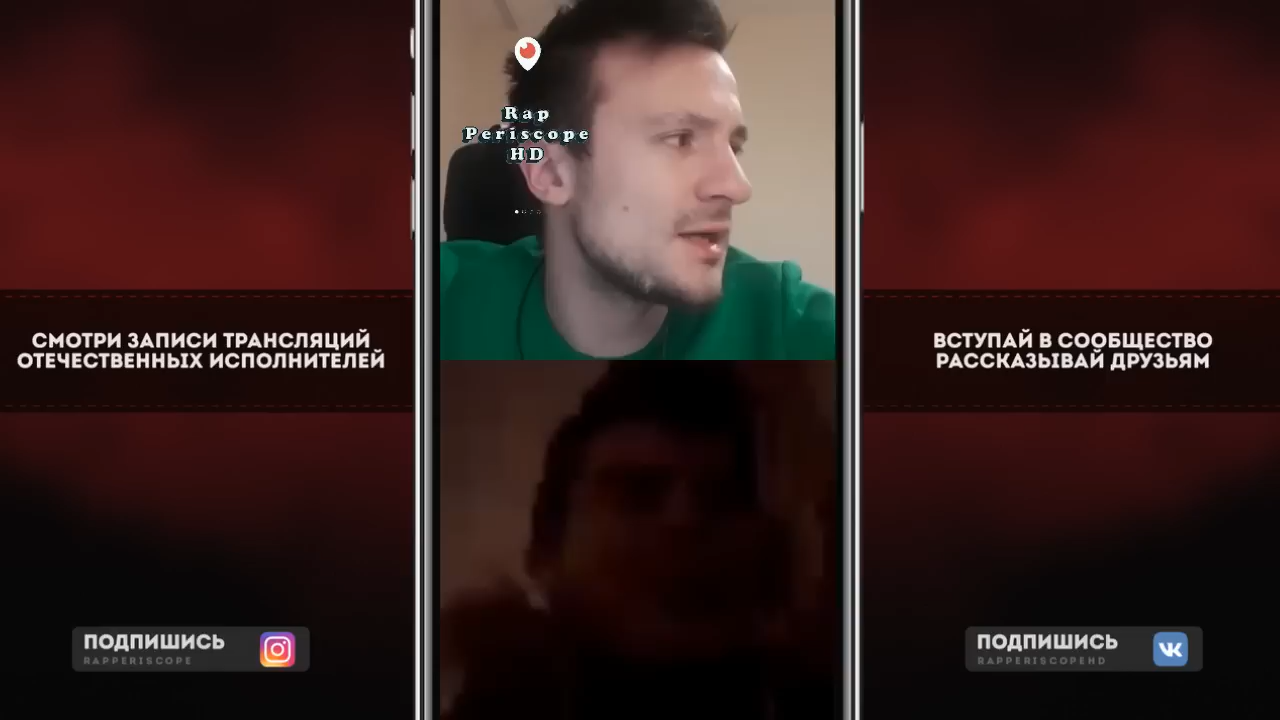 Rap
Periscope
HD
СМОТРИ ЗАПИСИ ТРАНСЛЯЦИЙ
ОТЕЧЕСТВЕННЫХ ИСПОЛНИТЕЛЕЙ
ВСТУПАЙ В СООБЩЕСТВО
РАССКАЗЫВАЙ ДРУЗЬЯМ
ПОДПИШИСЬ
RAPPERISCOPE
ПОДПИШИСЬ
RAPPERISCOPEHD